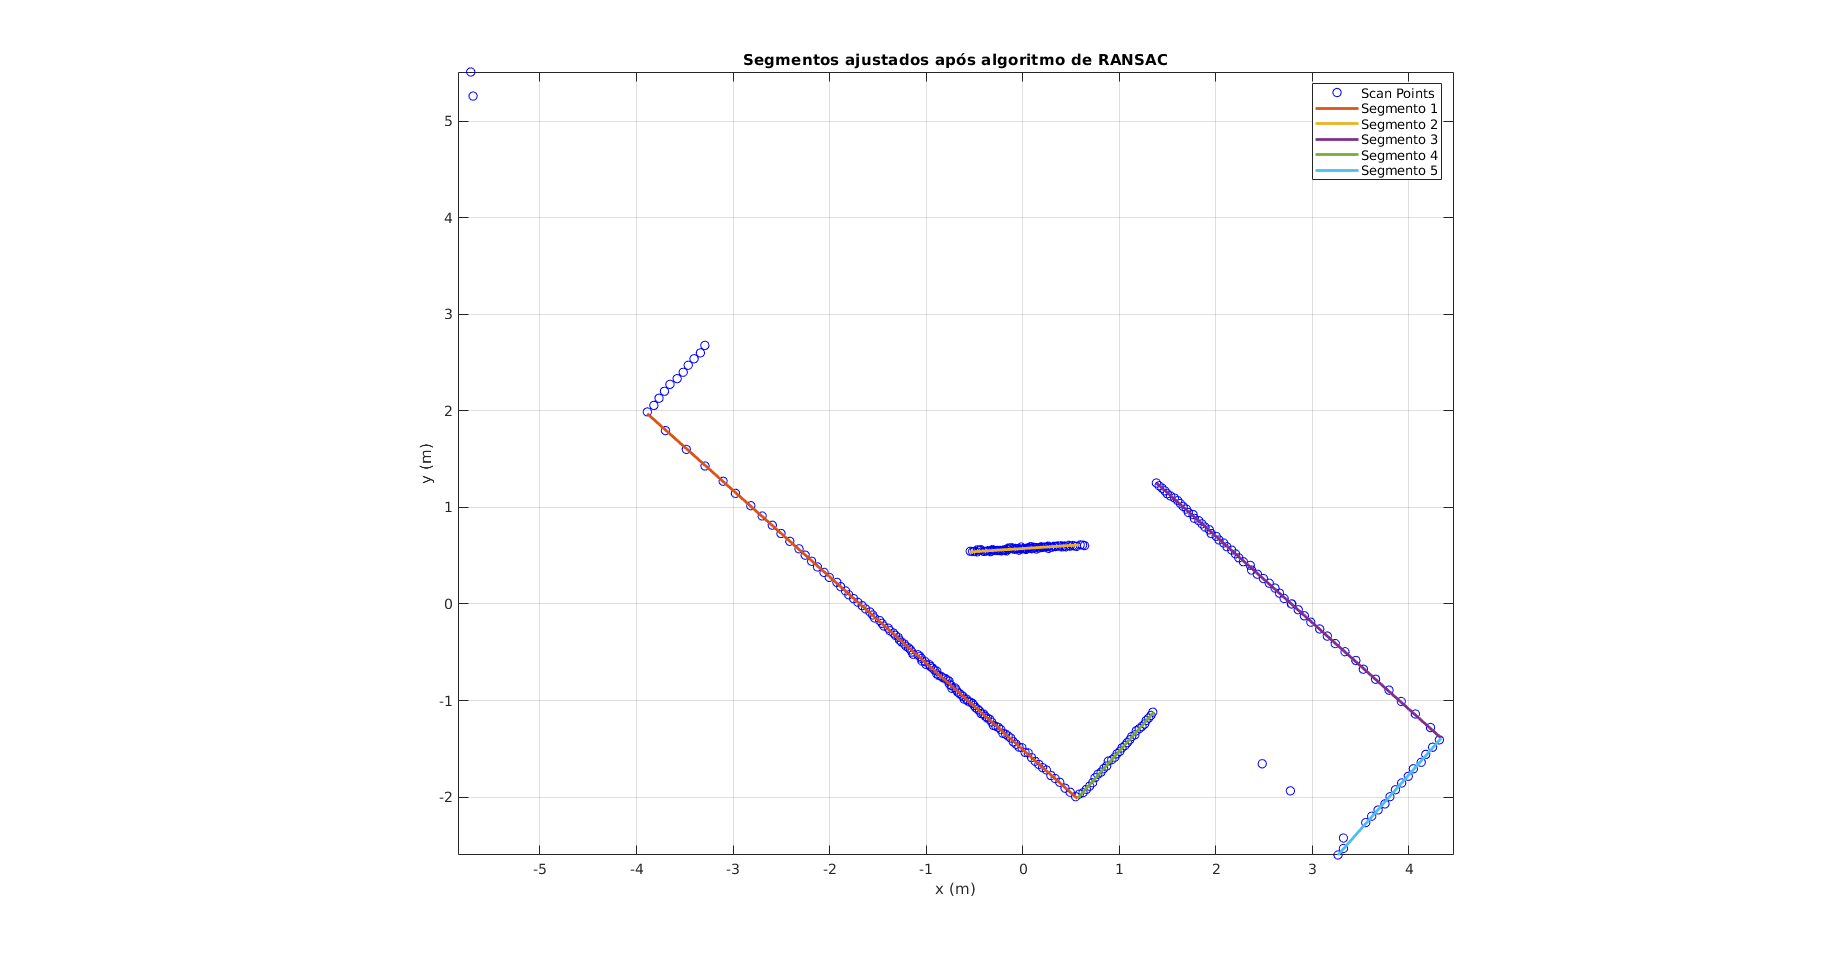 Segmentos ajustados após algoritmo de RANSAC
Scan Points
Segmento 1
Segmento 2
Segmento 3
Segmento 4
Segmento 5
5
4
3
2
1
0
-1
-2
y (m)
-5 -4 -3 -2 -1 0 1 2 3 4
x (m)